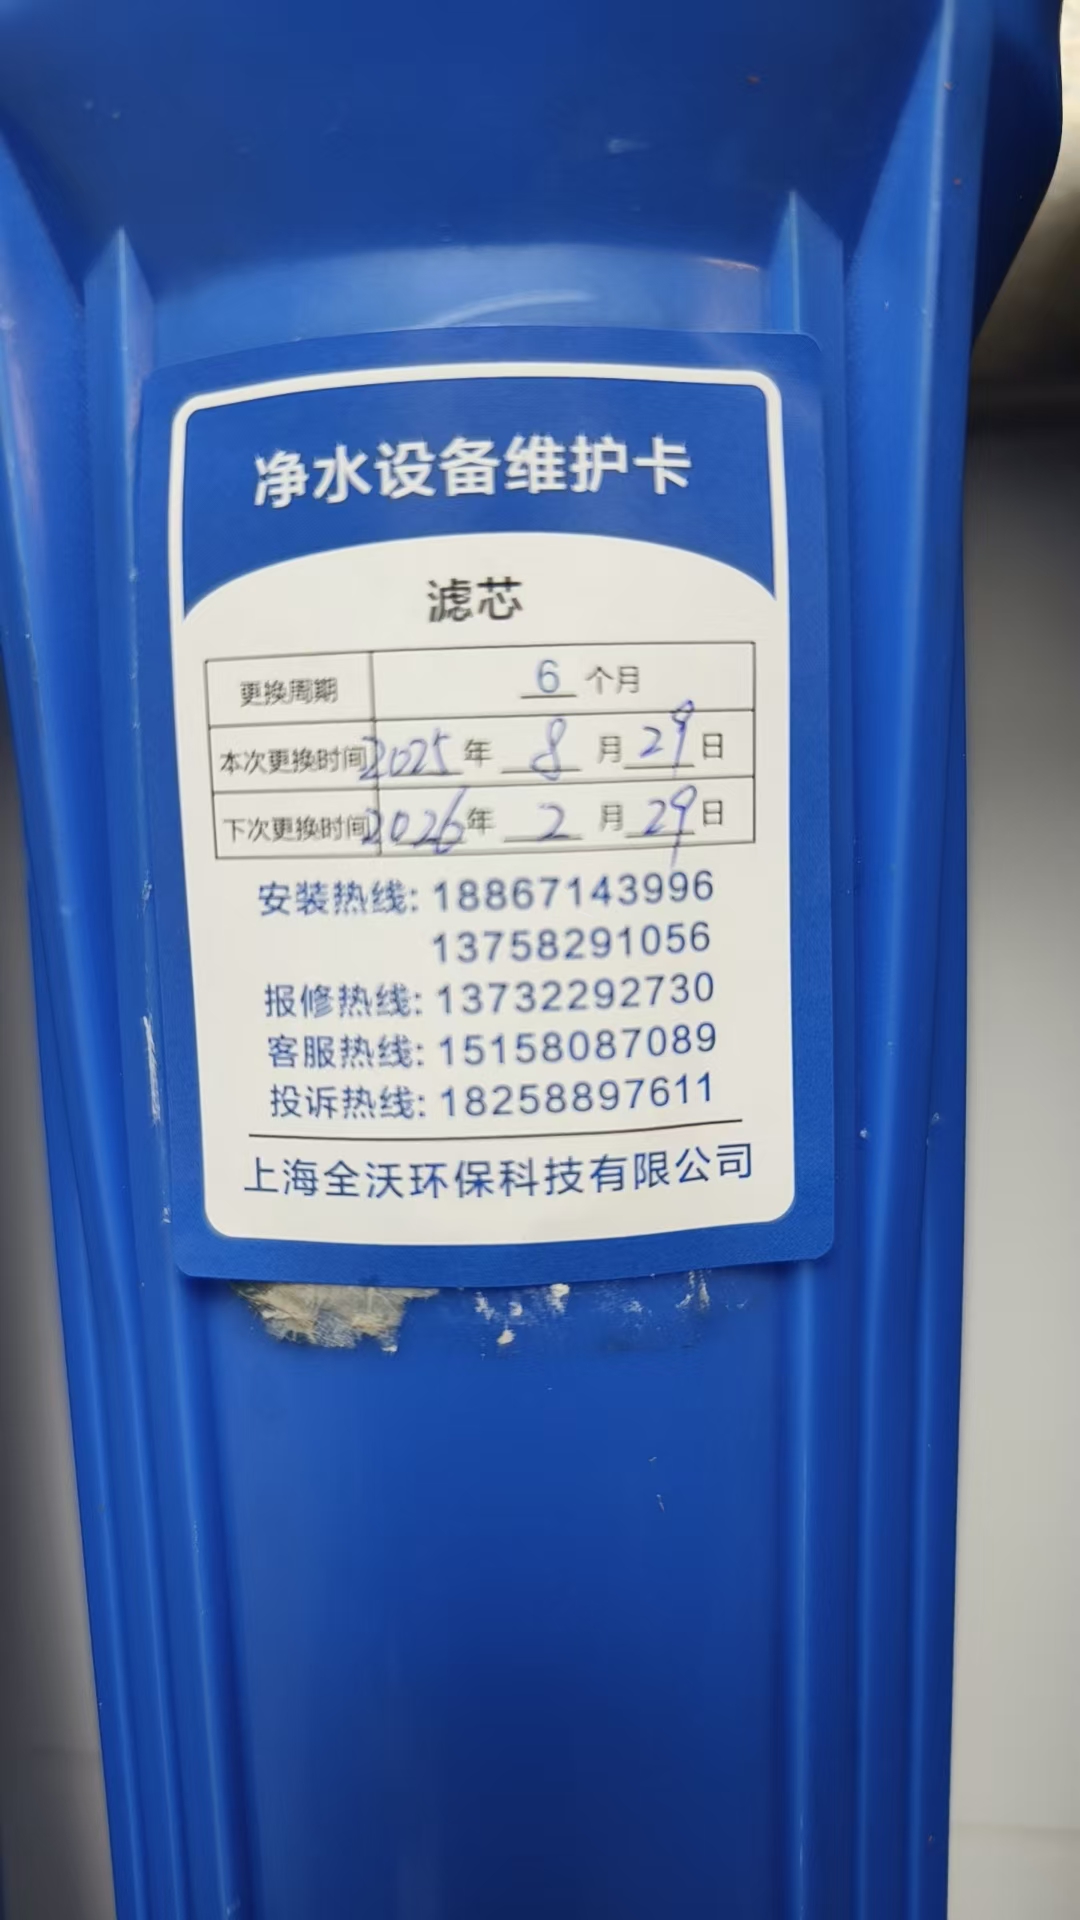 净水设备维护卡
滤芯
更换周期 6 个月
本次更换时间 2025 年 8 月 29 日
下次更换时间 2026 年 2 月 29 日
安装热线: 18867143996
13758291056
报修热线: 13732292730
客服热线: 15158087089
投诉热线: 18258897611
上海全沃环保科技有限公司